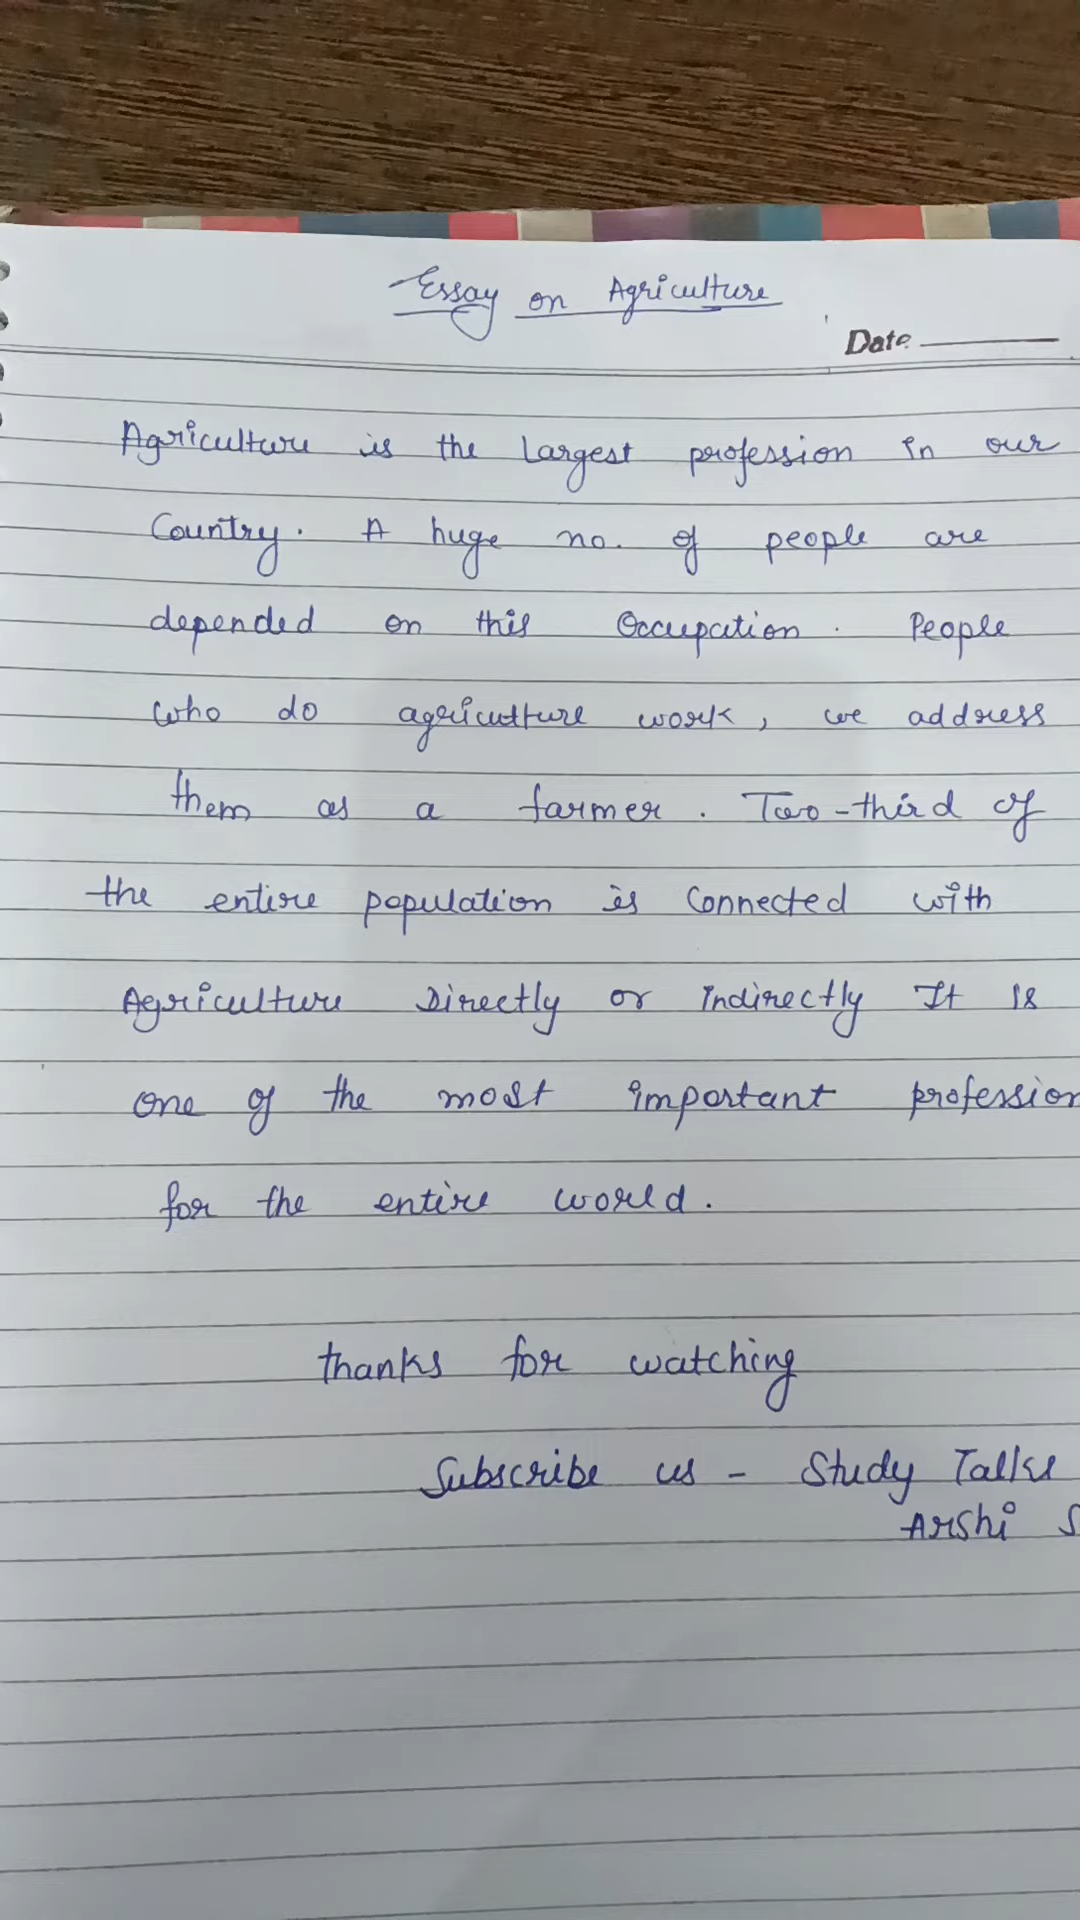 Essay on Agriculture
Date
Agriculture is the largest profession in our
Country. A huge no. of people are
depended on this Occupation. People
who do agriculture work, we address
them as a farmer. Two-third of
the entire population is Connected with
Agriculture Directly or Indirectly It is
one of the most important profession
for the entire world.
thanks for watching
Subscribe us - Study Talks
Arshi S